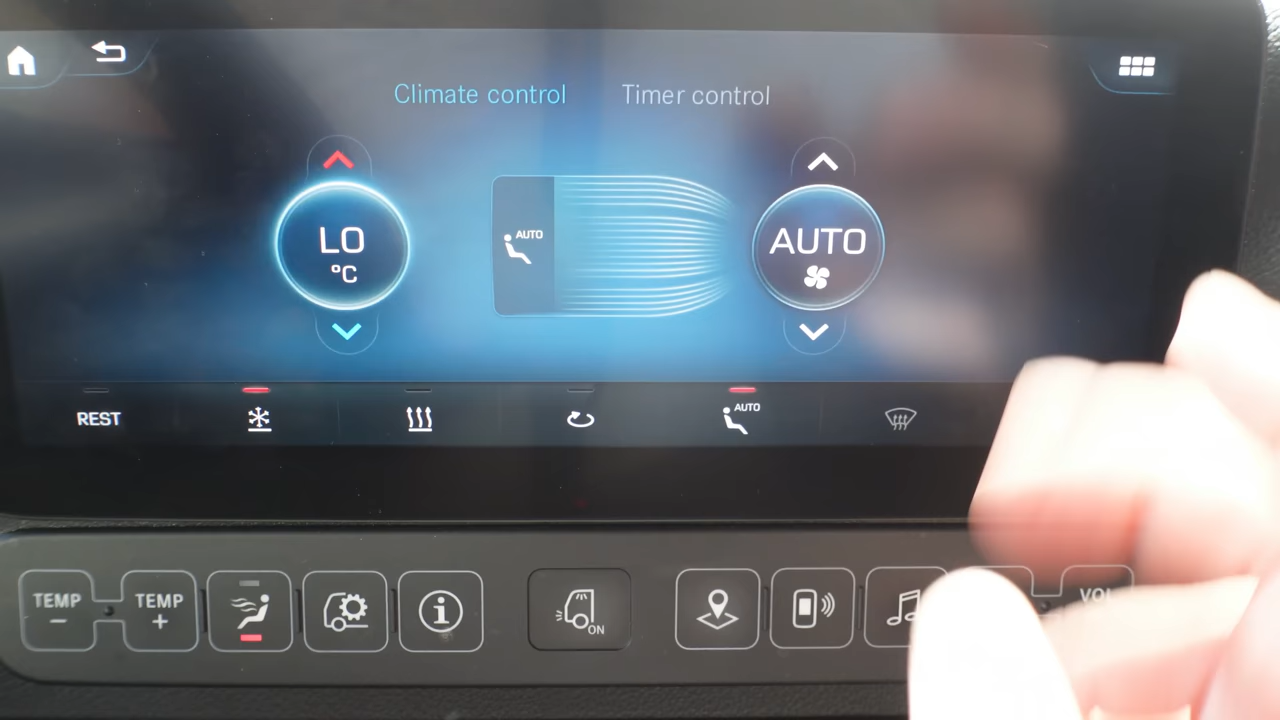 Climate control
Timer control
LO
°C
AUTO
AUTO
REST
AUTO
TEMP
–
TEMP
+
ON